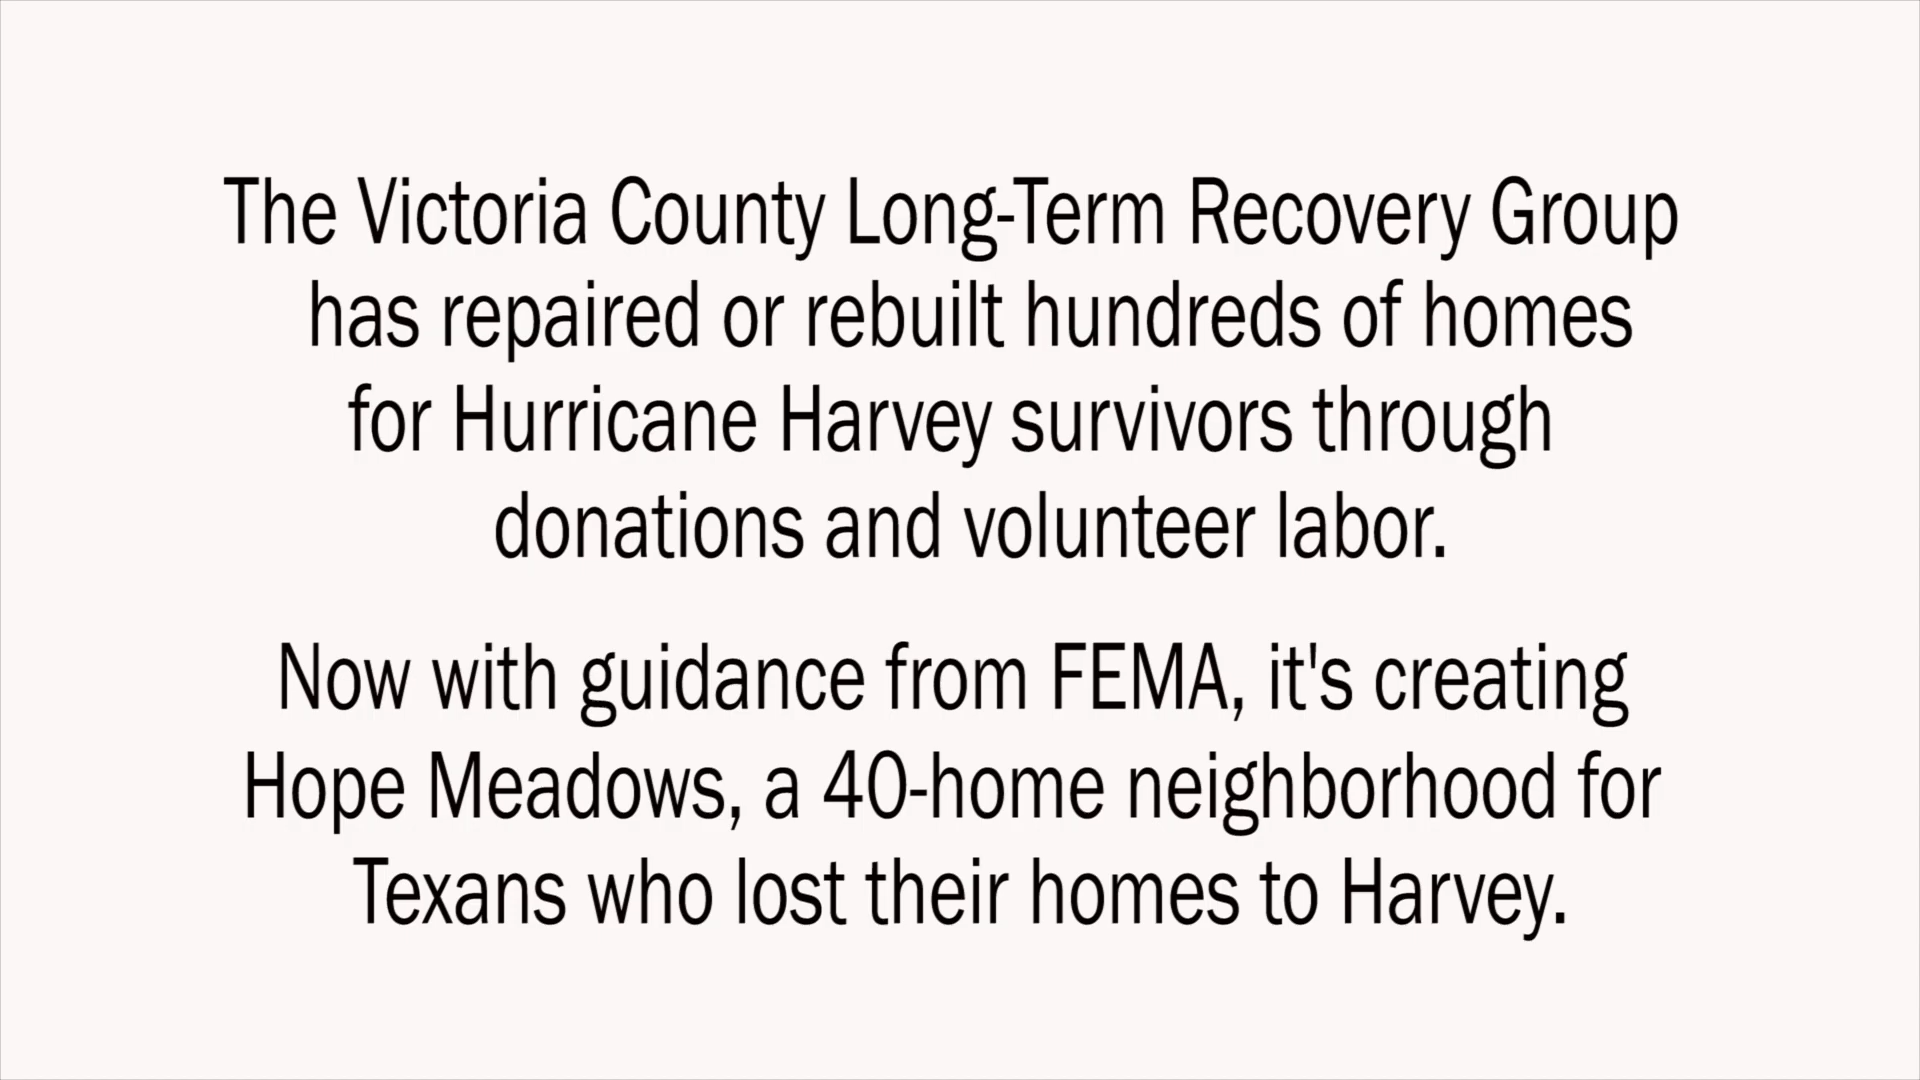 The Victoria County Long-Term Recovery Group
has repaired or rebuilt hundreds of homes
for Hurricane Harvey survivors through
donations and volunteer labor.
Now with guidance from FEMA, it's creating
Hope Meadows, a 40-home neighborhood for
Texans who lost their homes to Harvey.